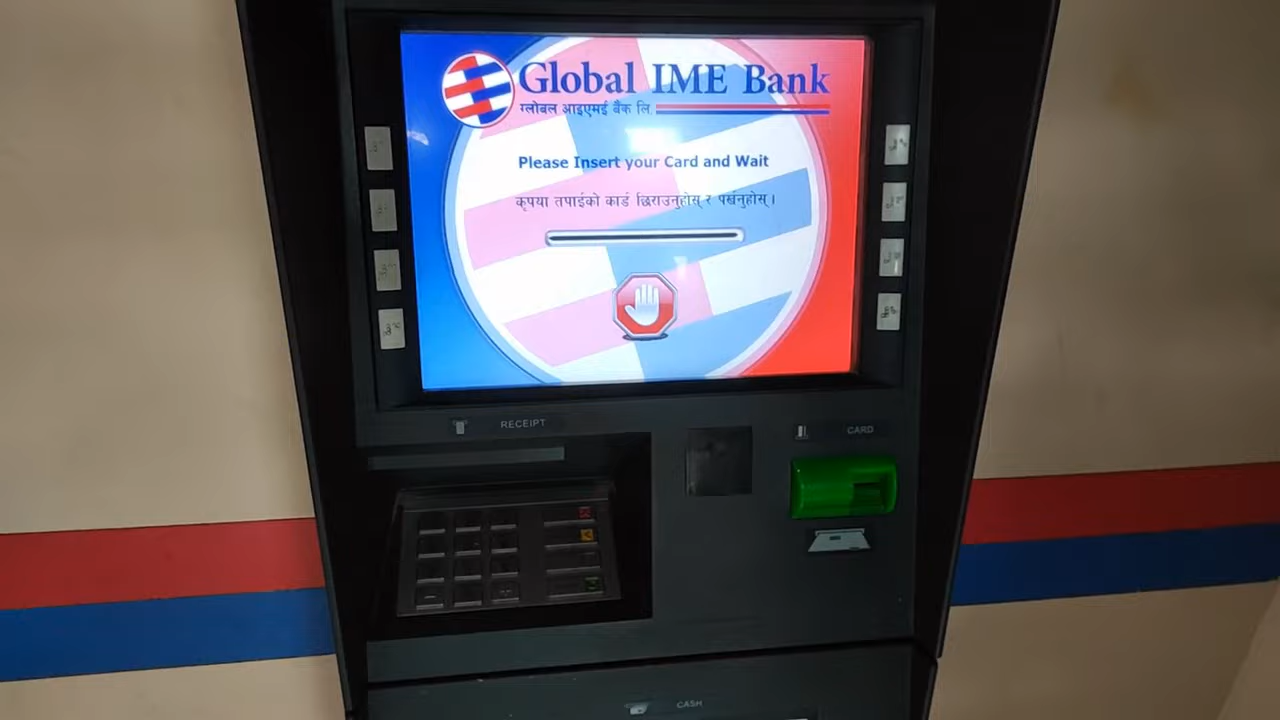 Global IME Bank
ग्लोबल आइएमई बैंक लि.
Please Insert your Card and Wait
कृपया तपाईको कार्ड छिराउनुहोस् र पर्खनुहोस् ।
RECEIPT
CARD
CASH